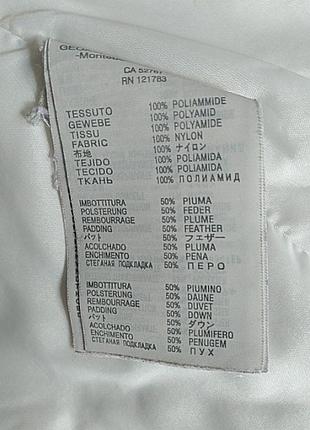 -Monte
CA 52767
RN 121783
TESSUTO 100% POLIAMMIDE
GEWEBE 100% POLYAMID
TISSU 100% POLYAMIDE
FABRIC 100% NYLON
布地 100% ナイロン
TEJIDO 100% POLIAMIDA
TECIDO 100% POLIAMIDA
ТКАНЬ 100% ПОЛИАМИД
IMBOTTITURA 50% PIUMA
POLSTERUNG 50% FEDER
REMBOURRAGE 50% PLUME
PADDING 50% FEATHER
パット 50% フェザー
ACOLCHADO 50% PLUMA
ENCHIMENTO 50% PENA
СТЕГАНАЯ ПОДКЛАДКА 50% ПЕРО
IMBOTTITURA 50% PIUMINO
POLSTERUNG 50% DAUNE
REMBOURRAGE 50% DUVET
PADDING 50% DOWN
パット 50% ダウン
ACOLCHADO 50% PLUMIFERO
ENCHIMENTO 50% PENUGEM
СТЕГАНАЯ ПОДКЛАДКА 50% ПУХ